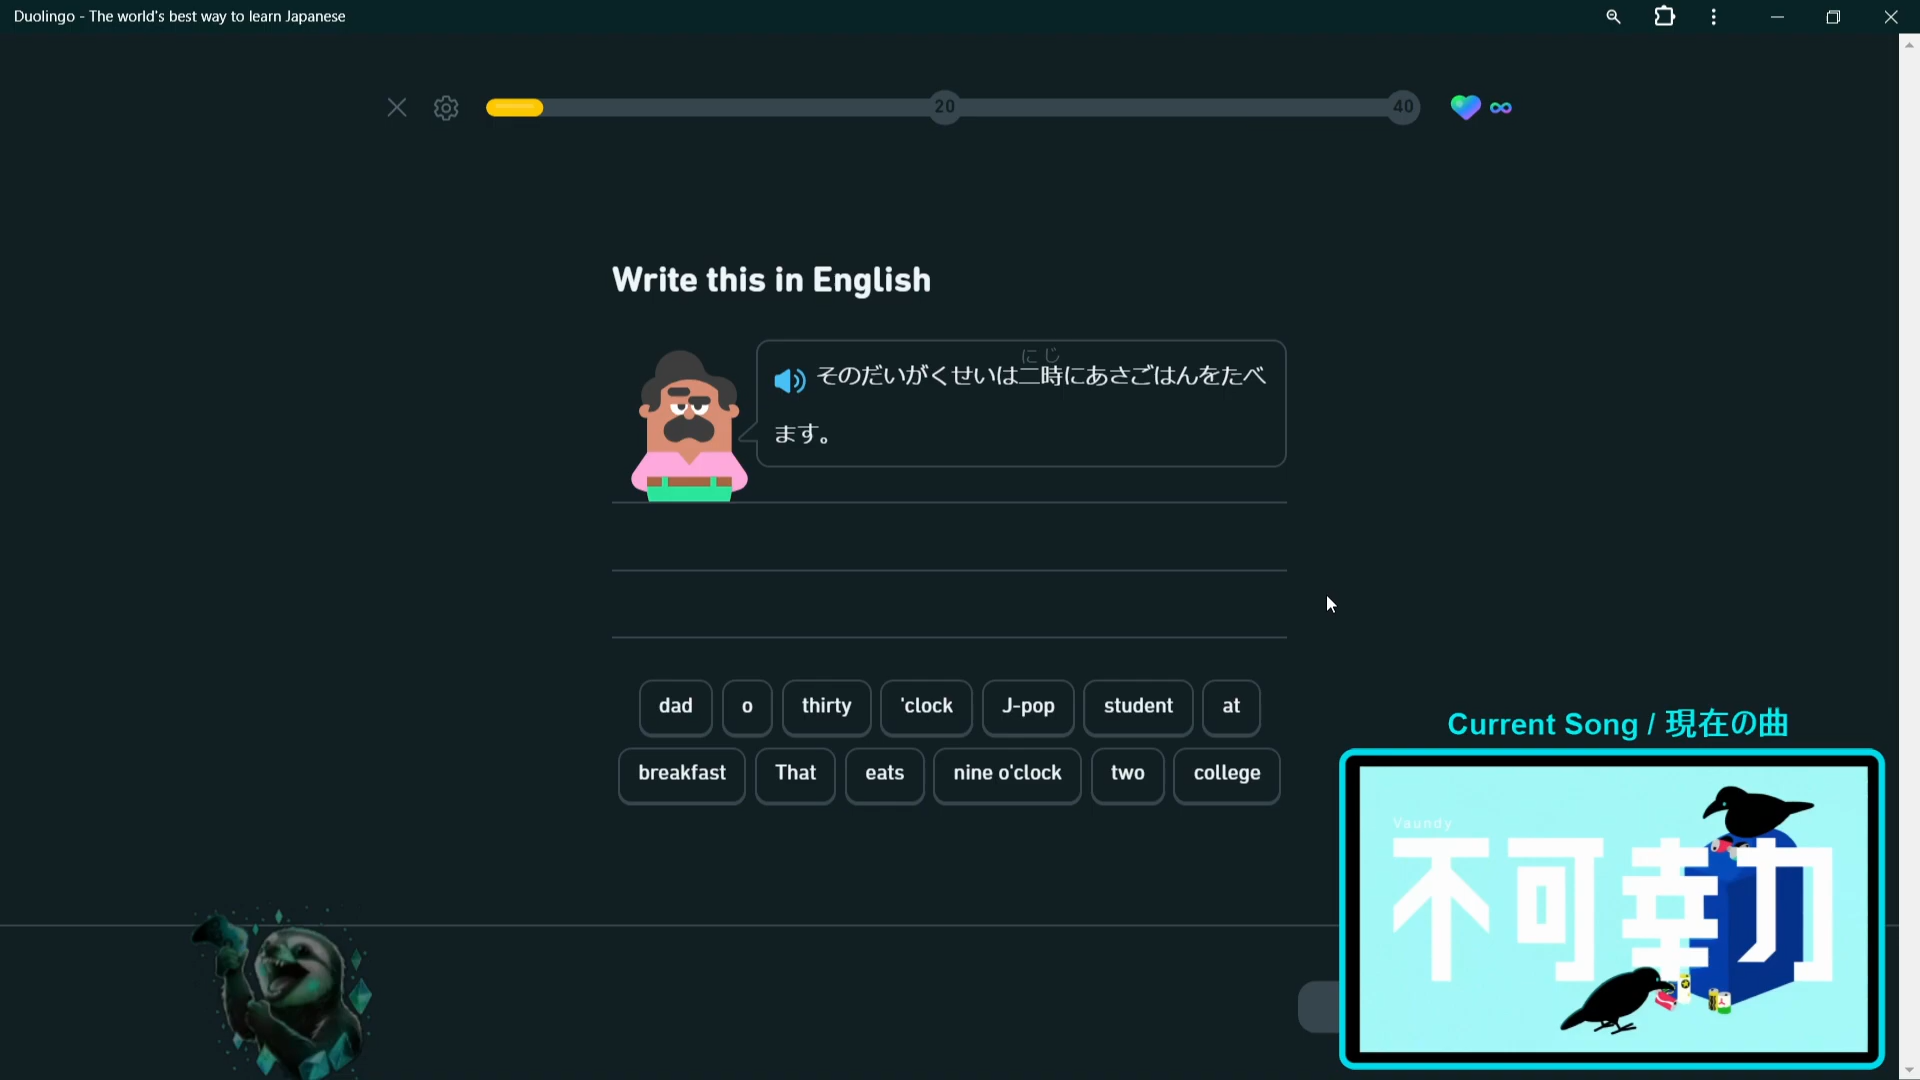 Duolingo - The world's best way to learn Japanese
20
40
Write this in English
にじ
そのだいがくせいは二時にあさごはんをたべ
ます。
dad
o
thirty
'clock
J-pop
student
at
breakfast
That
eats
nine o'clock
two
college
Current Song / 現在の曲
Vaundy
不可幸力